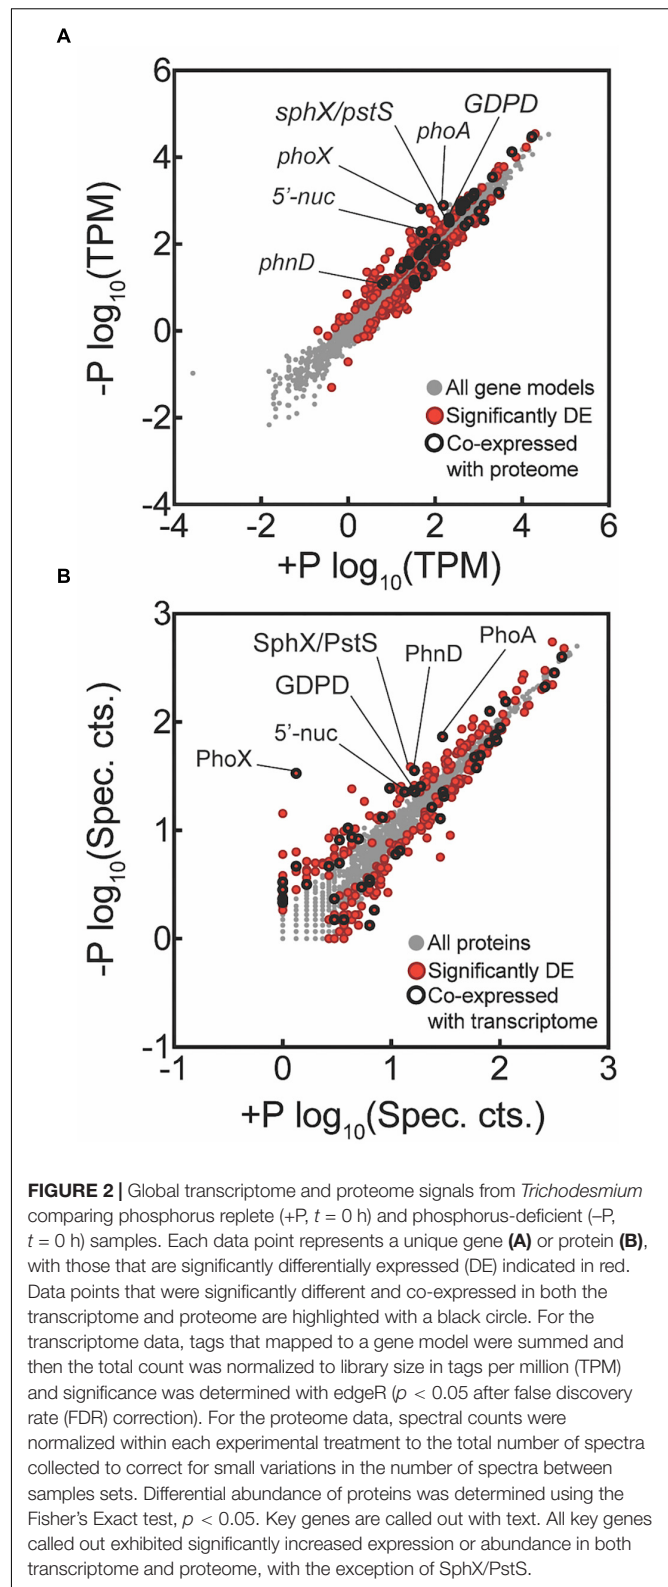 A
6
4
2
0
-2
-4
-P log10(TPM)
sphX/pstS
GDPD
phoA
phoX
5'-nuc
phnD
All gene models
Significantly DE
Co-expressed
with proteome
-4 -2 0 2 4 6
+P log10(TPM)
B
3
2
1
0
-1
-P log10(Spec. cts.)
SphX/PstS
PhoA
PhnD
GDPD
5'-nuc
PhoX
All proteins
Significantly DE
Co-expressed
with transcriptome
-1 0 1 2 3
+P log10(Spec. cts.)
FIGURE 2 | Global transcriptome and proteome signals from Trichodesmium
comparing phosphorus replete (+P, t = 0 h) and phosphorus-deficient (–P,
t = 0 h) samples. Each data point represents a unique gene (A) or protein (B),
with those that are significantly differentially expressed (DE) indicated in red.
Data points that were significantly different and co-expressed in both the
transcriptome and proteome are highlighted with a black circle. For the
transcriptome data, tags that mapped to a gene model were summed and
then the total count was normalized to library size in tags per million (TPM)
and significance was determined with edgeR (p < 0.05 after false discovery
rate (FDR) correction). For the proteome data, spectral counts were
normalized within each experimental treatment to the total number of spectra
collected to correct for small variations in the number of spectra between
samples sets. Differential abundance of proteins was determined using the
Fisher's Exact test, p < 0.05. Key genes are called out with text. All key genes
called out exhibited significantly increased expression or abundance in both
transcriptome and proteome, with the exception of SphX/PstS.